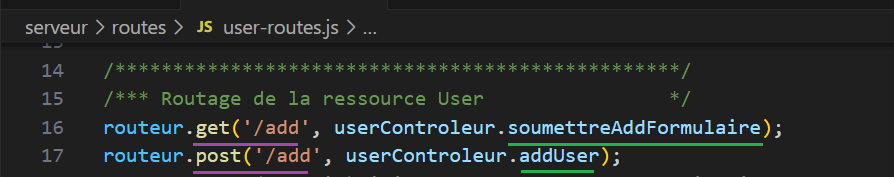 serveur > routes > JS user-routes.js > ...
14 /************************************************/
15 /*** Routage de la ressource User */
16 routeur.get('/add', userControleur.soumettreAddFormulaire);
17 routeur.post('/add', userControleur.addUser);